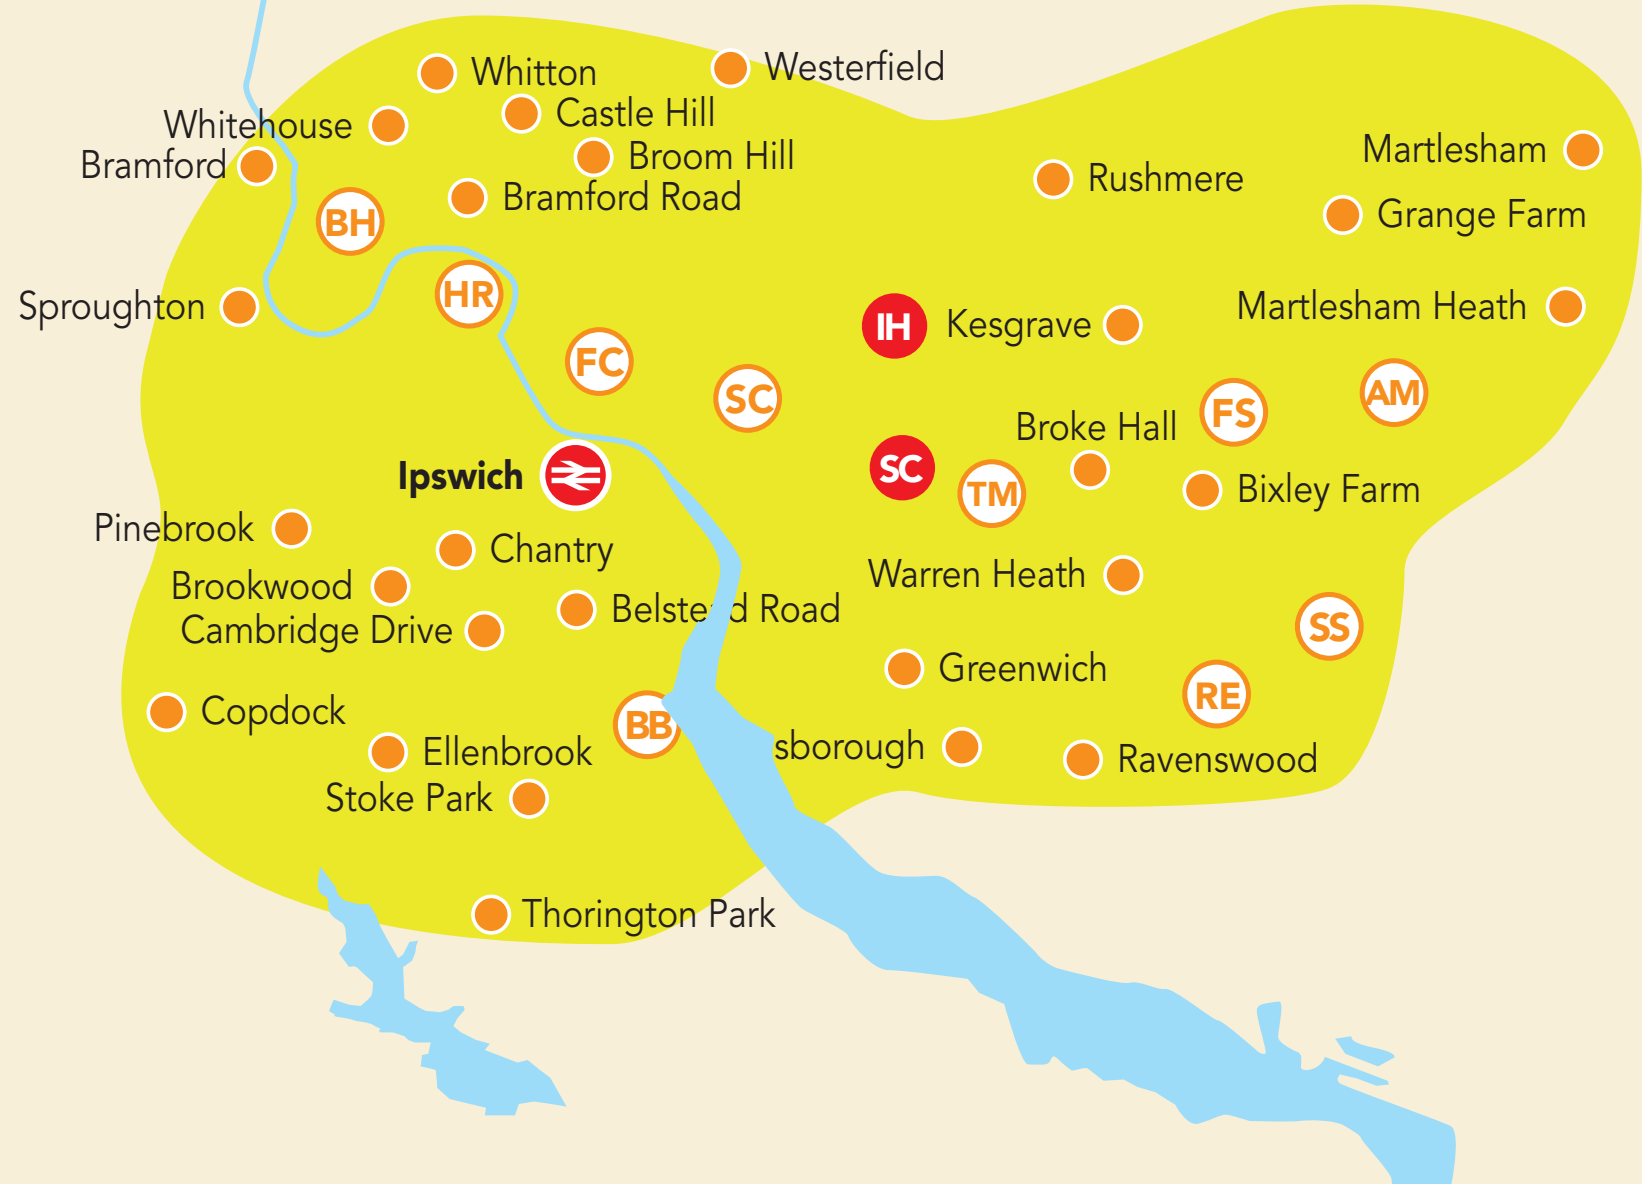 Whitton
Westerfield
Castle Hill
Whitehouse
Broom Hill
Martlesham
Bramford
Rushmere
Bramford Road
Grange Farm
BH
HR
Sproughton
Martlesham Heath
IH
Kesgrave
FC
SC
AM
FS
Broke Hall
Ipswich
SC
TM
Bixley Farm
Pinebrook
Chantry
Warren Heath
Brookwood
Belstead Road
SS
Cambridge Drive
Greenwich
RE
Copdock
BB
sborough
Ellenbrook
Ravenswood
Stoke Park
Thorington Park